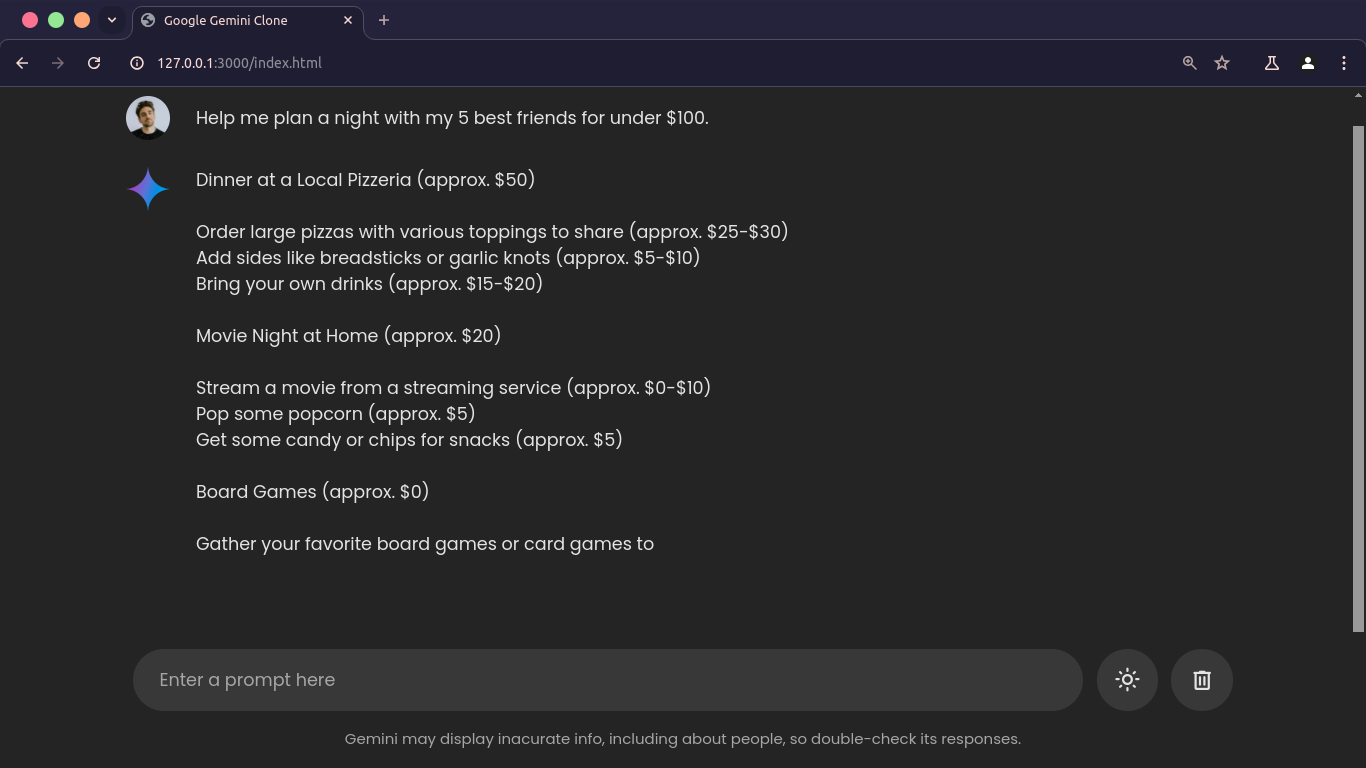 Google Gemini Clone
127.0.0.1:3000/index.html
Help me plan a night with my 5 best friends for under $100.
Dinner at a Local Pizzeria (approx. $50)
Order large pizzas with various toppings to share (approx. $25-$30)
Add sides like breadsticks or garlic knots (approx. $5-$10)
Bring your own drinks (approx. $15-$20)
Movie Night at Home (approx. $20)
Stream a movie from a streaming service (approx. $0-$10)
Pop some popcorn (approx. $5)
Get some candy or chips for snacks (approx. $5)
Board Games (approx. $0)
Gather your favorite board games or card games to
Enter a prompt here
Gemini may display inacurate info, including about people, so double-check its responses.